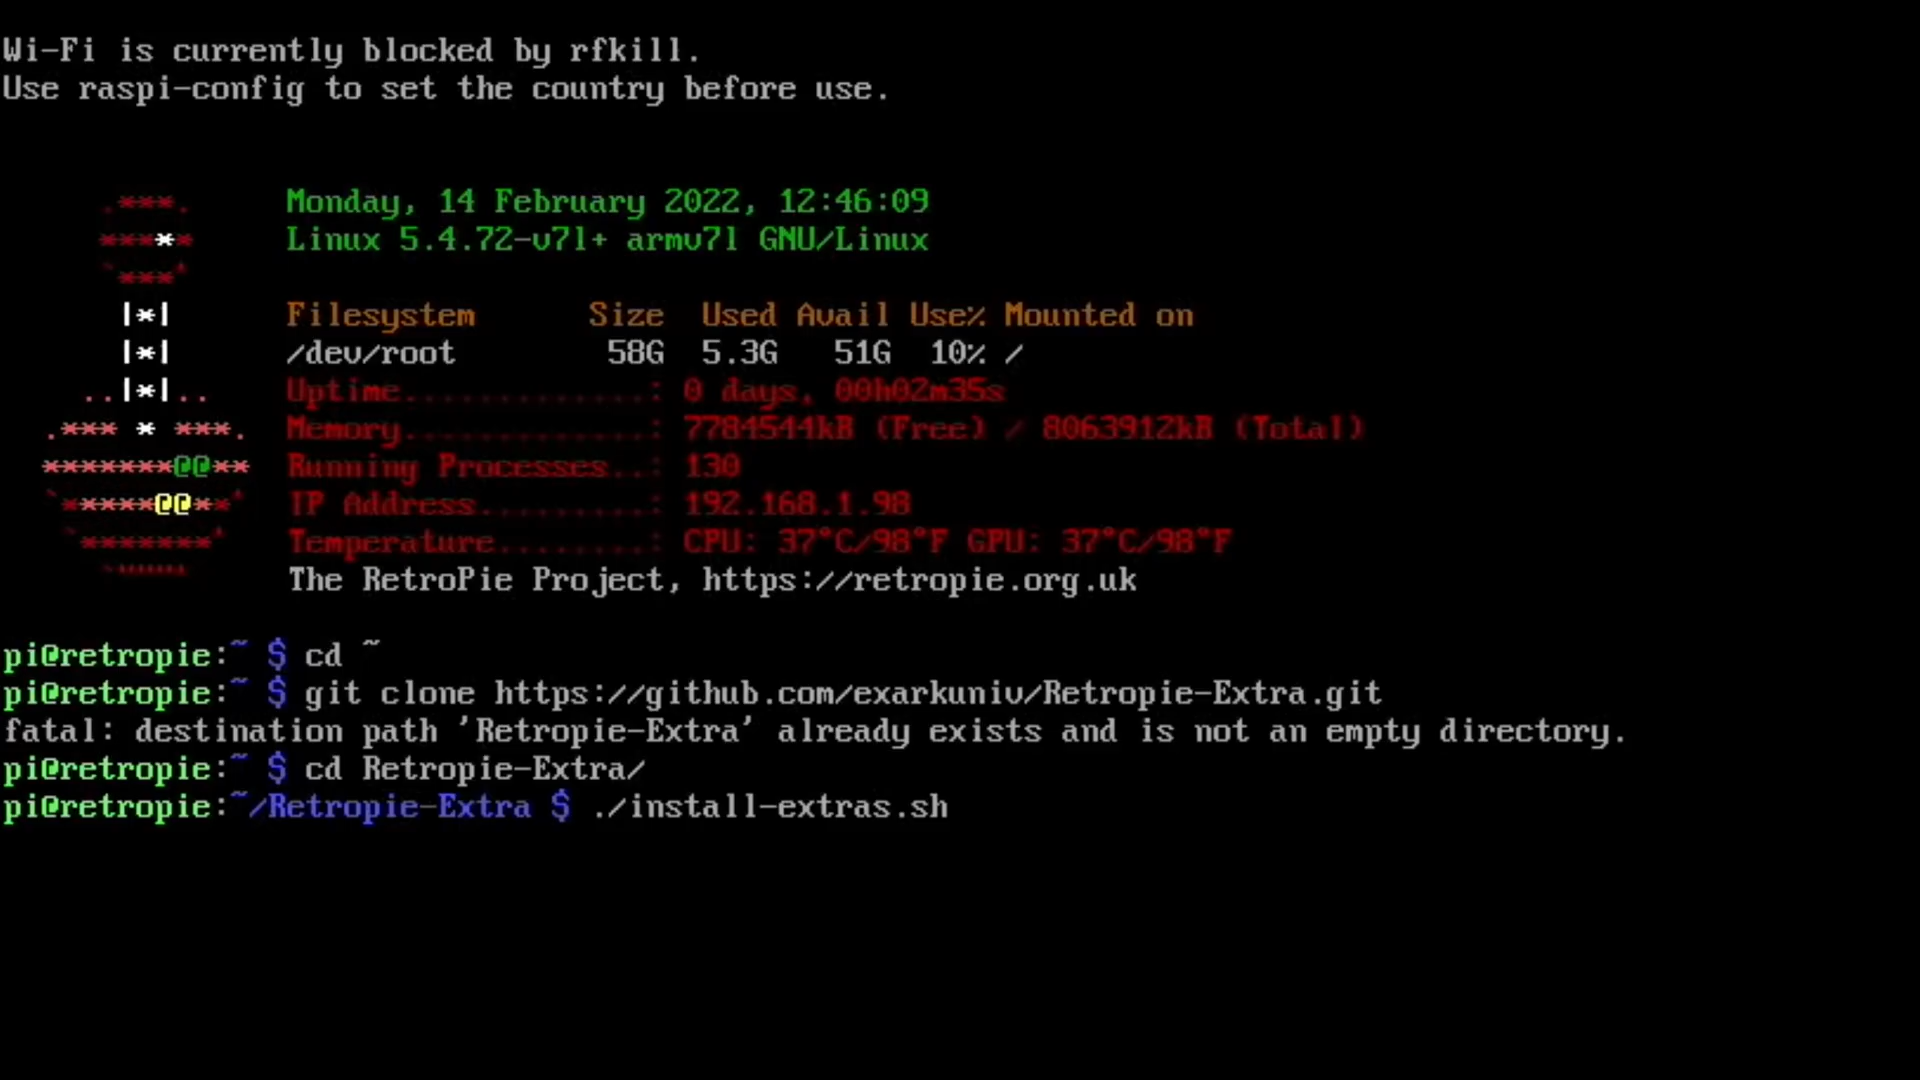 Wi-Fi is currently blocked by rfkill.
Use raspi-config to set the country before use.
.***. Monday, 14 February 2022, 12:46:09
***** Linux 5.4.72-v7l+ armv7l GNU/Linux
`***'
|*| Filesystem Size Used Avail Use% Mounted on
|*| /dev/root 58G 5.3G 51G 10% /
..|*|.. Uptime.............: 0 days, 00h02m35s
.*** * ***. Memory.............: 7784544kB (Free) / 8063912kB (Total)
*******@@** Running Processes..: 130
`*****@@**' IP Address.........: 192.168.1.98
`*******' Temperature........: CPU: 37°C/98°F GPU: 37°C/98°F
The RetroPie Project, https://retropie.org.uk
pi@retropie:~ $ cd ~
pi@retropie:~ $ git clone https://github.com/exarkuniv/Retropie-Extra.git
fatal: destination path 'Retropie-Extra' already exists and is not an empty directory.
pi@retropie:~ $ cd Retropie-Extra/
pi@retropie:~/Retropie-Extra $ ./install-extras.sh